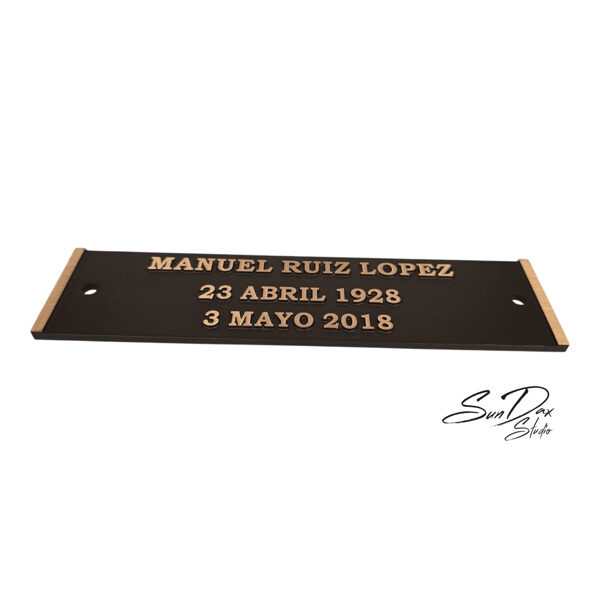 MANUEL RUIZ LOPEZ
23 ABRIL 1928
3 MAYO 2018
SunDax
Studio